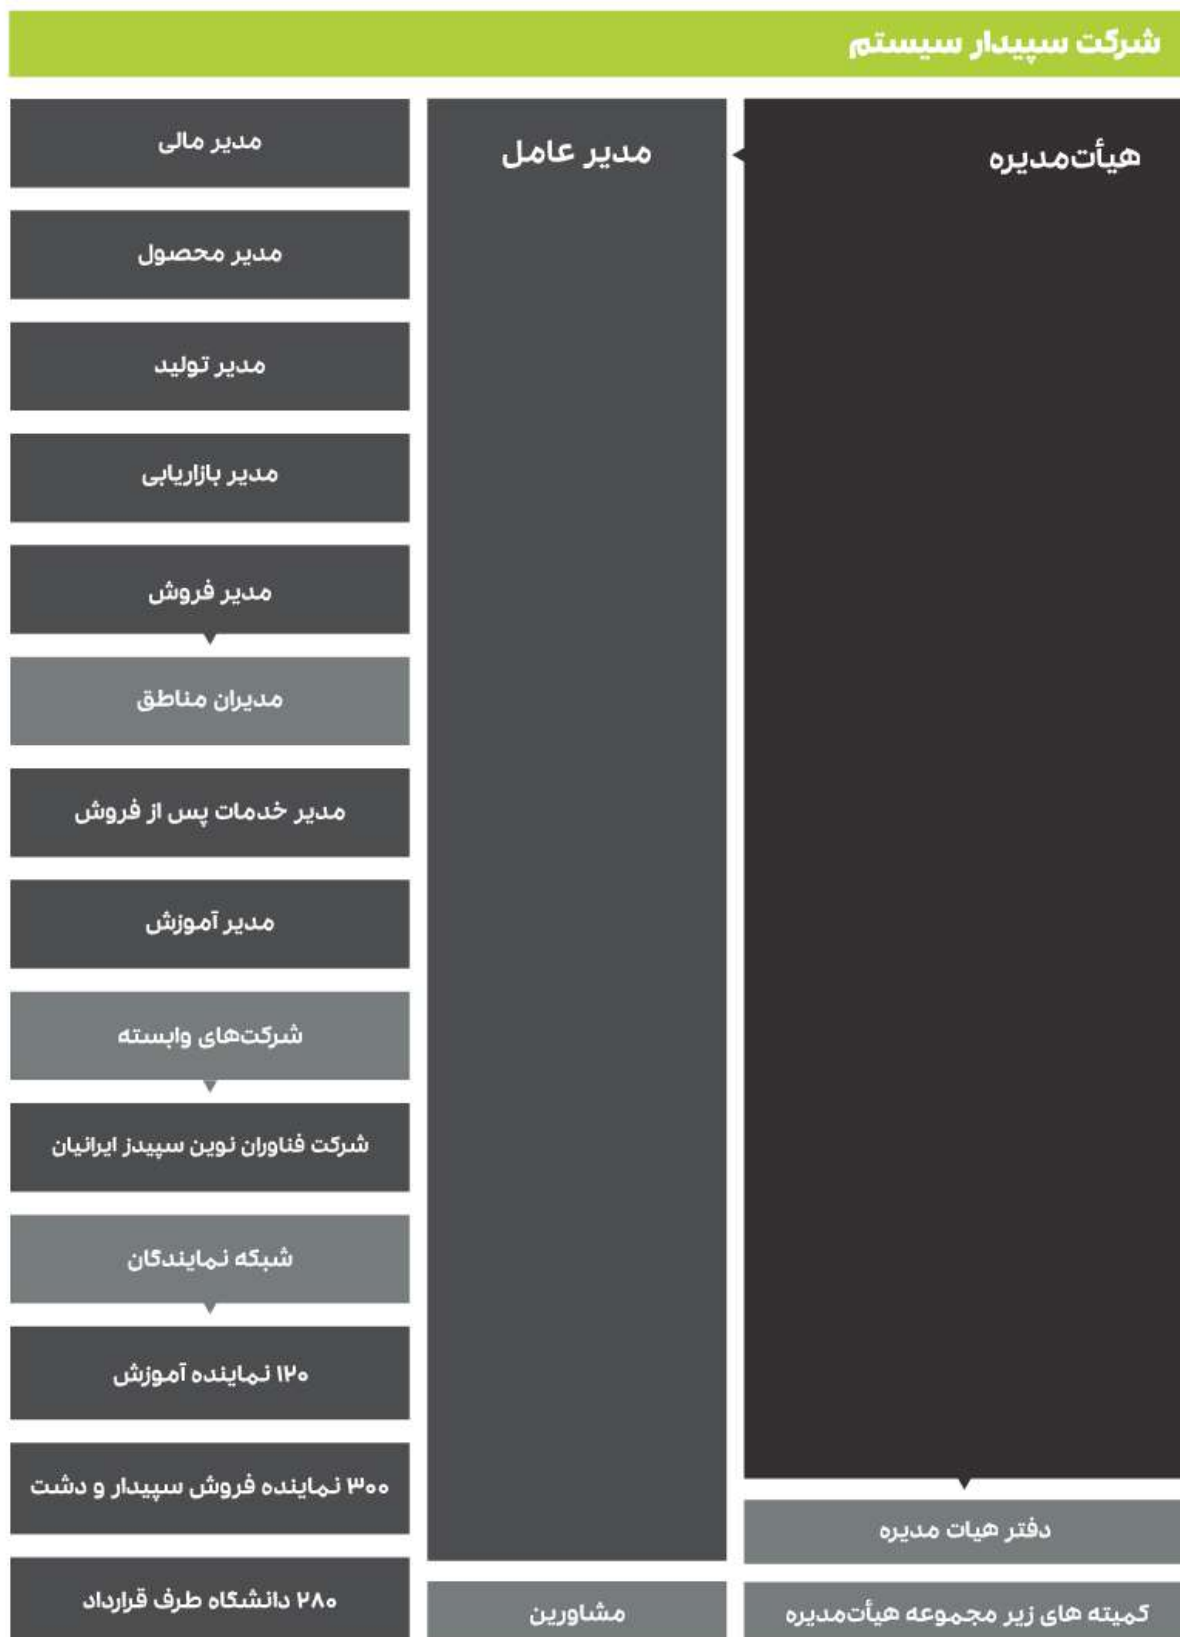 شرکت سپیدار سیستم
هیأت‌مدیره
دفتر هیات مدیره
کمیته های زیر مجموعه هیأت‌مدیره
مدیر عامل
مشاورین
مدیر مالی
مدیر محصول
مدیر تولید
مدیر بازاریابی
مدیر فروش
مدیران مناطق
مدیر خدمات پس از فروش
مدیر آموزش
شرکت‌های وابسته
شرکت فناوران نوین سپیدز ایرانیان
شبکه نمایندگان
۱۲۰ نماینده آموزش
۳۰۰ نماینده فروش سپیدار و دشت
۲۸۰ دانشگاه طرف قرارداد